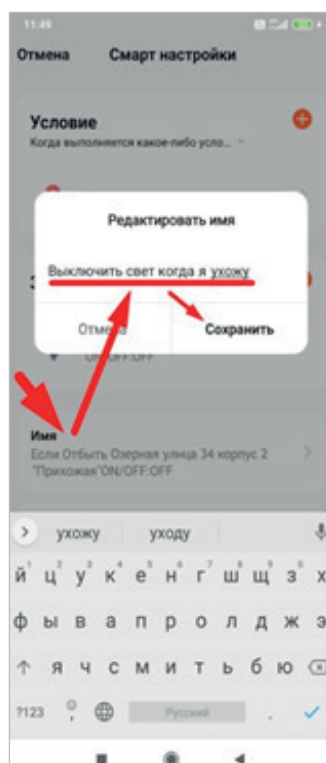 11:49
Отмена Смарт настройки
Условие
Когда выполняется какое-либо усло...
Редактировать имя
Выключить свет когда я ухожу
Отмена Сохранить
ON/OFF:OFF
Имя
Если Отбыть Озерная улица 34 корпус 2
"Прихожая"ON/OFF:OFF
ухожу уходу
й ц у к е н г ш щ з х
ф ы в а п р о л д ж э
я ч с м и т ь б ю
?123 , Русский .